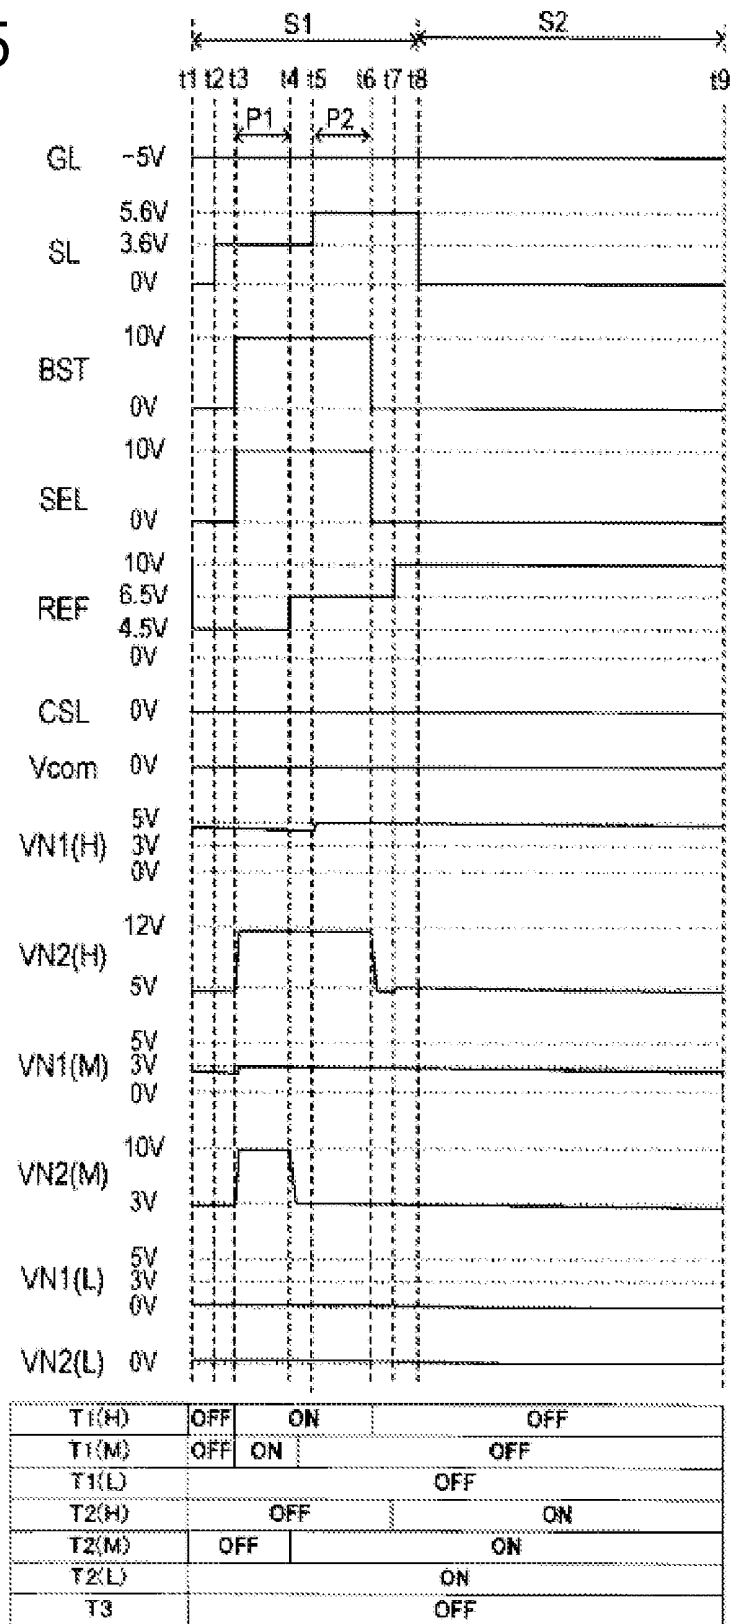 5
S1 S2
t1 t2 t3 t4 t5 t6 t7 t8 t9
P1 P2
GL -5V
5.6V
SL 3.6V
0V
10V
BST
0V
10V
SEL
0V
10V
6.5V
REF
4.5V
0V
CSL 0V
Vcom 0V
5V
VN1(H) 3V
0V
12V
VN2(H)
5V
5V
VN1(M) 3V
0V
10V
VN2(M)
3V
5V
VN1(L) 3V
0V
VN2(L) 0V
T1(H) OFF ON OFF
T1(M) OFF ON OFF
T1(L) OFF
T2(H) OFF ON
T2(M) OFF ON
T2(L) ON
T3 OFF